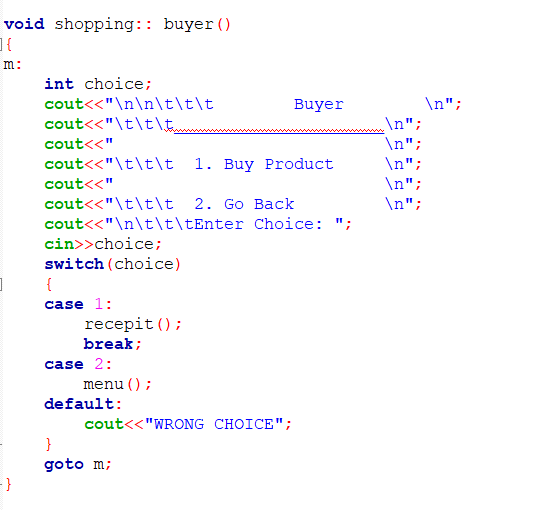 void shopping:: buyer()
{
m:
    int choice;
    cout<<"\n\n\t\t\t        Buyer        \n";
    cout<<"\t\t\t_____________________\n";
    cout<<"                           \n";
    cout<<"\t\t\t  1. Buy Product     \n";
    cout<<"                           \n";
    cout<<"\t\t\t  2. Go Back         \n";
    cout<<"\n\t\t\tEnter Choice: ";
    cin>>choice;
    switch(choice)
    {
    case 1:
        recepit();
        break;
    case 2:
        menu();
    default:
        cout<<"WRONG CHOICE";
    }
    goto m;
}